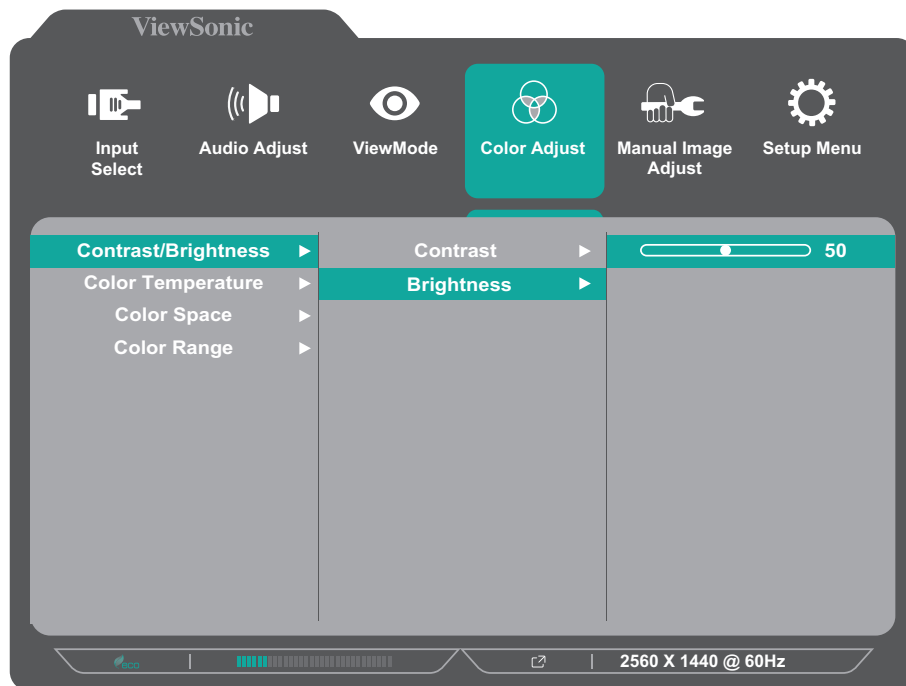 ViewSonic
Input Select
Audio Adjust
ViewMode
Color Adjust
Manual Image Adjust
Setup Menu
Contrast/Brightness
Color Temperature
Color Space
Color Range
Contrast
Brightness
50
eco
2560 X 1440 @ 60Hz